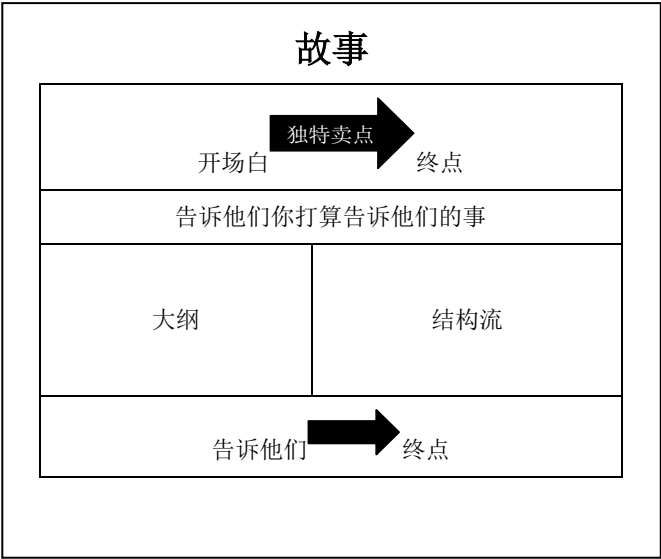 故事
独特卖点
开场白 终点
告诉他们你打算告诉他们的事
大纲 结构流
告诉他们 终点